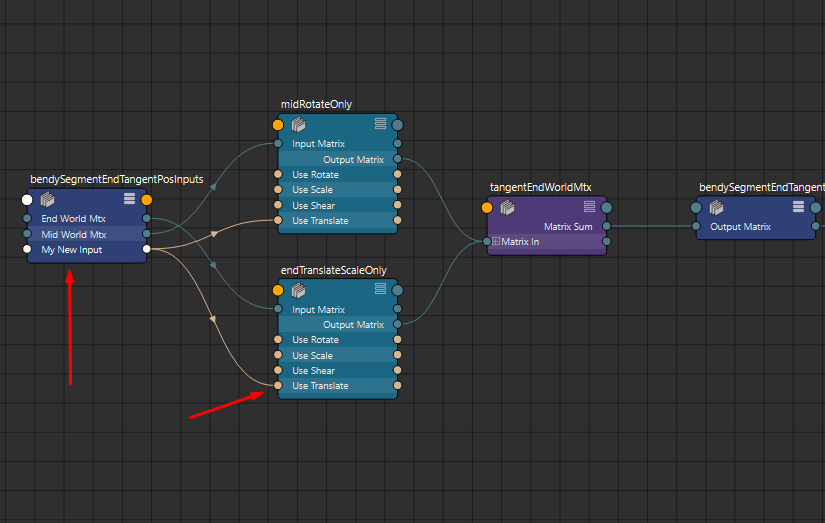 midRotateOnly
Input Matrix
Output Matrix
Use Rotate
Use Scale
Use Shear
Use Translate
bendySegmentEndTangentPosInputs
End World Mtx
Mid World Mtx
My New Input
endTranslateScaleOnly
Input Matrix
Output Matrix
Use Rotate
Use Scale
Use Shear
Use Translate
tangentEndWorldMtx
Matrix Sum
Matrix In
bendySegmentEndTangent
Output Matrix